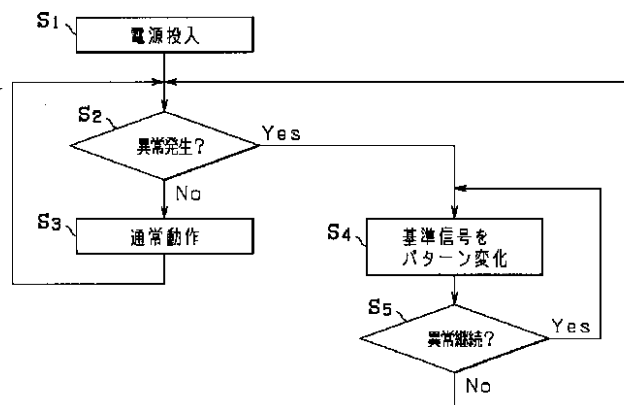 S1
電源投入
S2
異常発生?
Yes
No
S3
通常動作
S4
基準信号を
パターン変化
S5
異常継続?
Yes
No